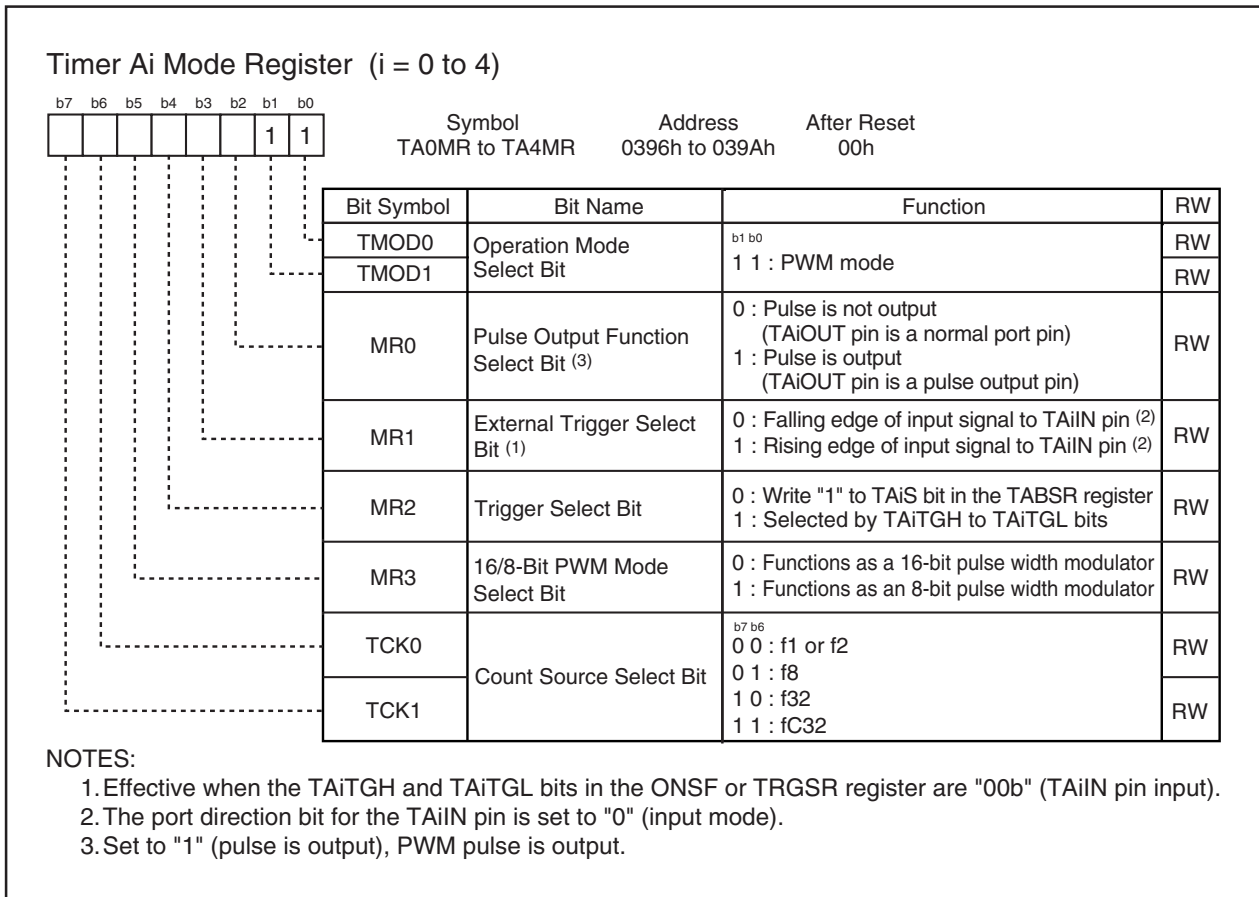 Timer Ai Mode Register (i = 0 to 4)
b7 b6 b5 b4 b3 b2 b1 b0
1 1
Symbol Address After Reset
TA0MR to TA4MR 0396h to 039Ah 00h
Bit Symbol Bit Name Function RW
TMOD0 Operation Mode Select Bit b1 b0 RW
TMOD1 1 1 : PWM mode RW
MR0 Pulse Output Function Select Bit (3) 0 : Pulse is not output RW
(TAiOUT pin is a normal port pin)
1 : Pulse is output
(TAiOUT pin is a pulse output pin)
MR1 External Trigger Select Bit (1) 0 : Falling edge of input signal to TAiIN pin (2) RW
1 : Rising edge of input signal to TAiIN pin (2)
MR2 Trigger Select Bit 0 : Write "1" to TAiS bit in the TABSR register RW
1 : Selected by TAiTGH to TAiTGL bits
MR3 16/8-Bit PWM Mode Select Bit 0 : Functions as a 16-bit pulse width modulator RW
1 : Functions as an 8-bit pulse width modulator
TCK0 Count Source Select Bit b7 b6 RW
0 0 : f1 or f2
0 1 : f8
TCK1 1 0 : f32 RW
1 1 : fC32
NOTES:
1. Effective when the TAiTGH and TAiTGL bits in the ONSF or TRGSR register are "00b" (TAiIN pin input).
2. The port direction bit for the TAiIN pin is set to "0" (input mode).
3. Set to "1" (pulse is output), PWM pulse is output.